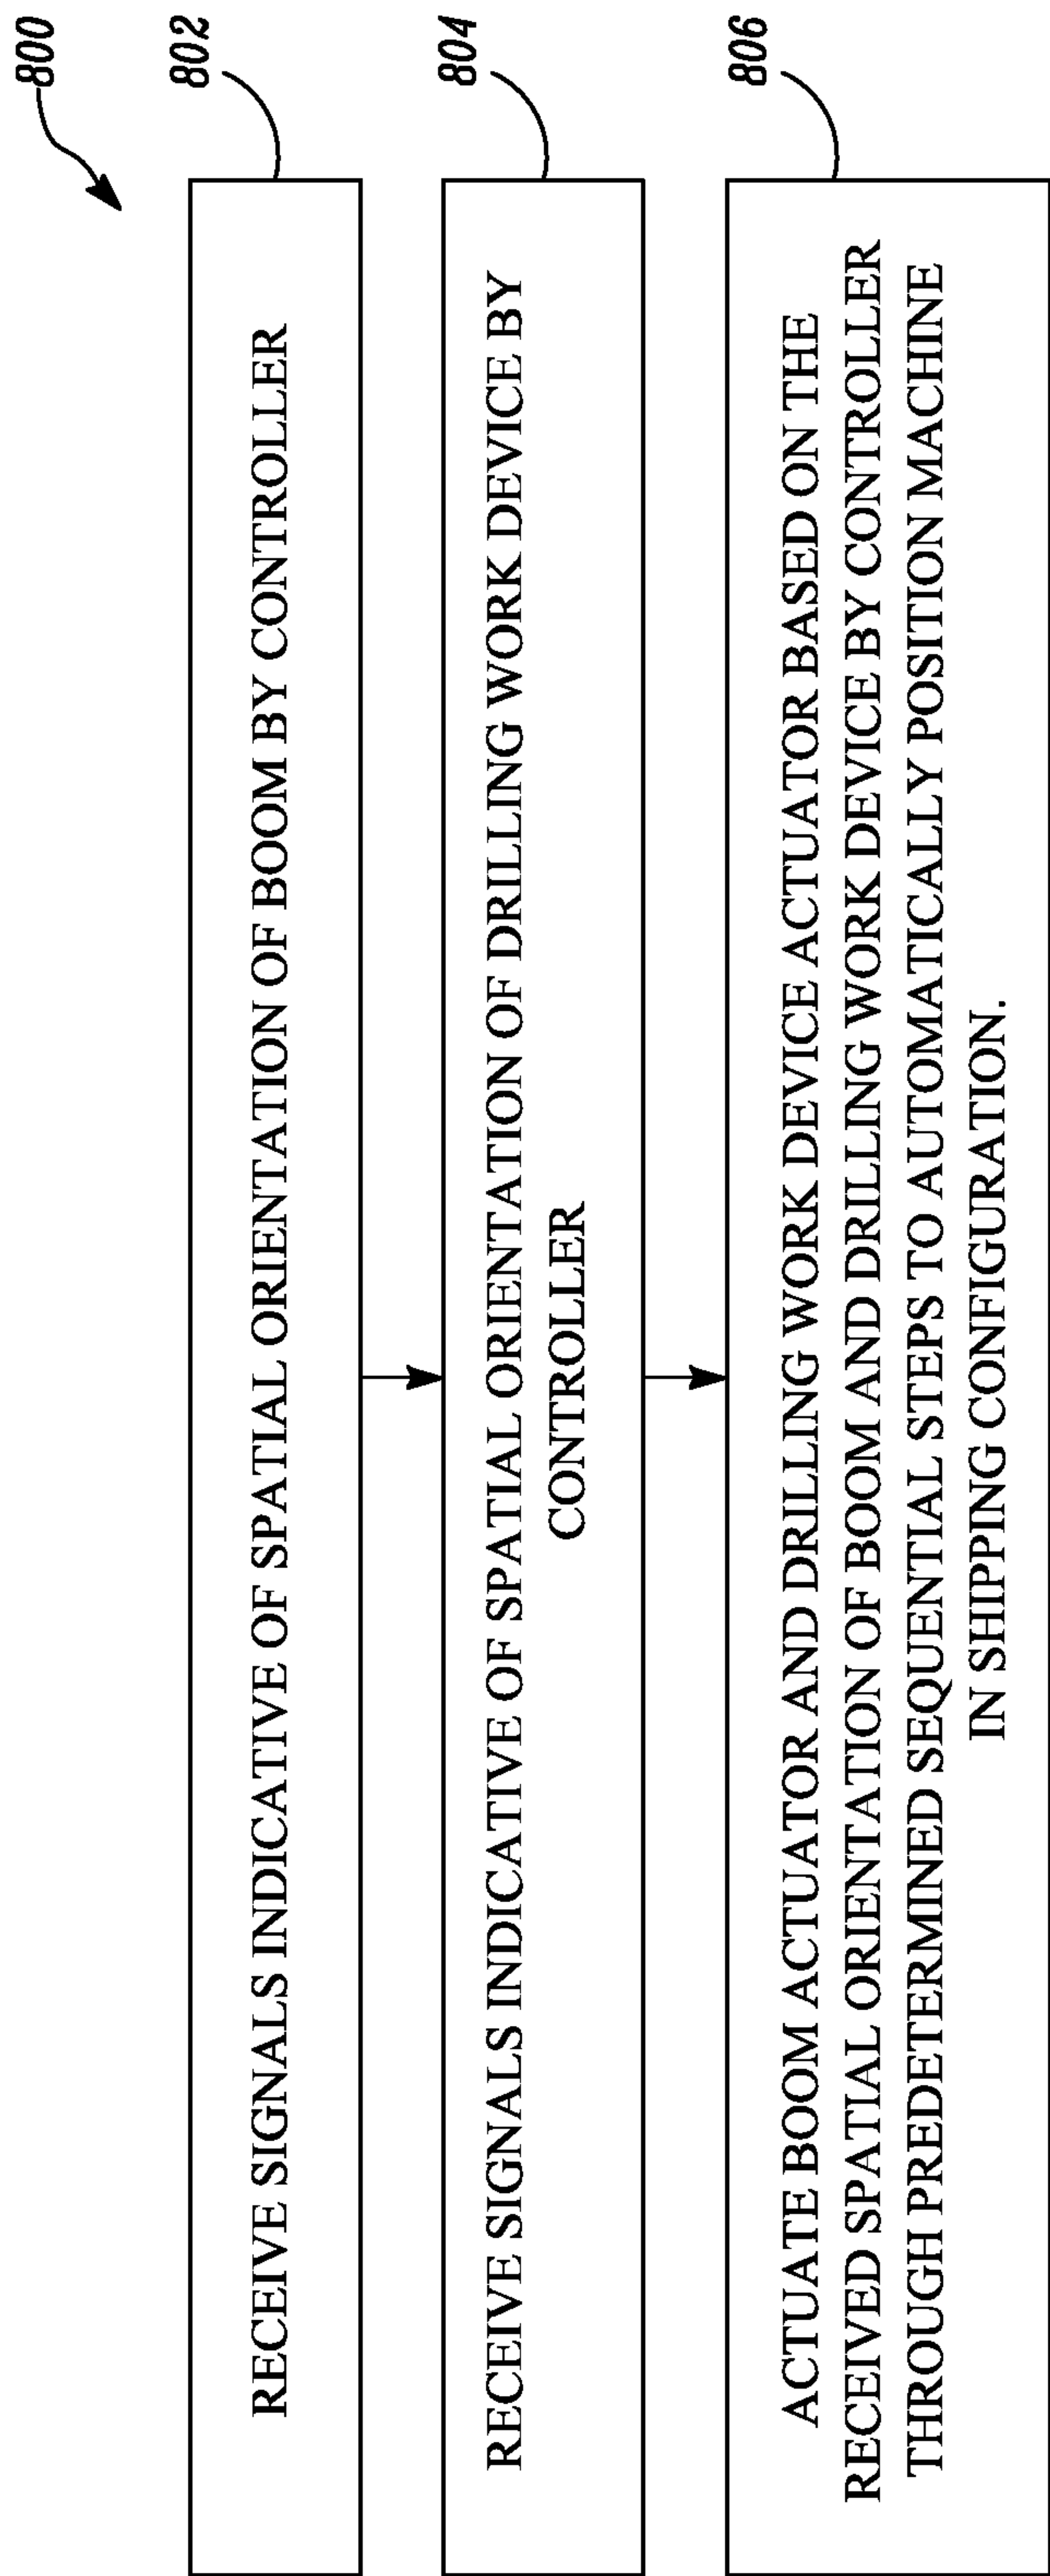 800
802
RECEIVE SIGNALS INDICATIVE OF SPATIAL ORIENTATION OF BOOM BY CONTROLLER
804
RECEIVE SIGNALS INDICATIVE OF SPATIAL ORIENTATION OF DRILLING WORK DEVICE BY
CONTROLLER
806
ACTUATE BOOM ACTUATOR AND DRILLING WORK DEVICE ACTUATOR BASED ON THE
RECEIVED SPATIAL ORIENTATION OF BOOM AND DRILLING WORK DEVICE BY CONTROLLER
THROUGH PREDETERMINED SEQUENTIAL STEPS TO AUTOMATICALLY POSITION MACHINE
IN SHIPPING CONFIGURATION.